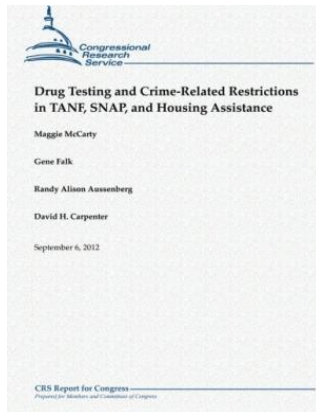 Congressional
Research
Service
Drug Testing and Crime-Related Restrictions
in TANF, SNAP, and Housing Assistance
Maggie McCarty
Gene Falk
Randy Alison Aussenberg
David H. Carpenter
September 6, 2012
CRS Report for Congress
Prepared for Members and Committees of Congress